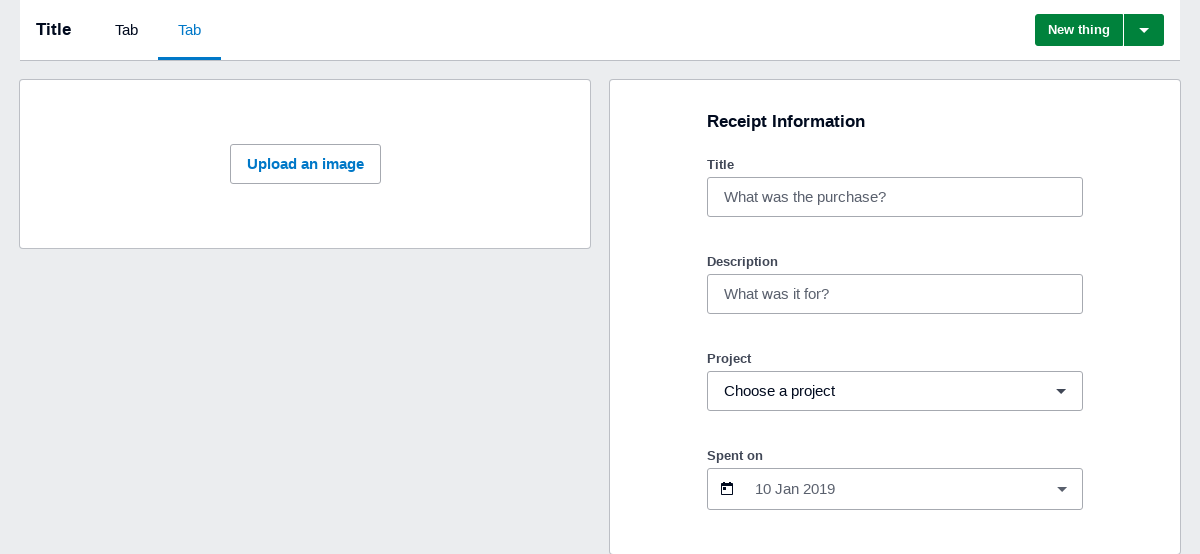 Title
Tab
Tab
New thing
Upload an image
Receipt Information
Title
What was the purchase?
Description
What was it for?
Project
Choose a project
Spent on
10 Jan 2019